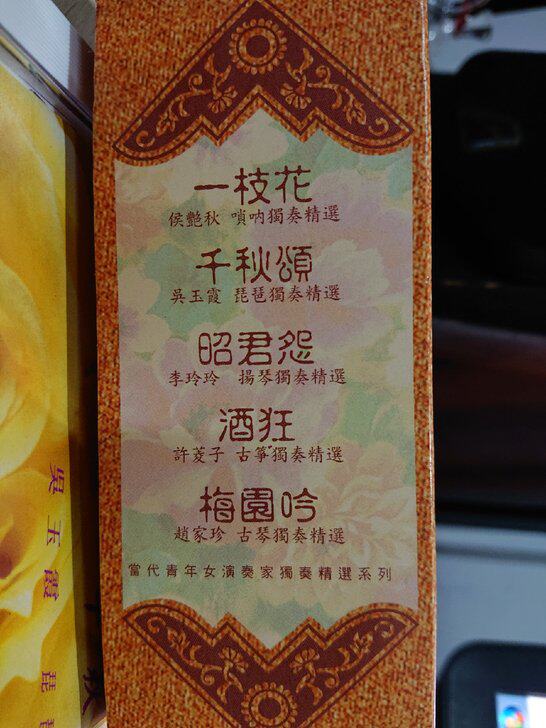 一枝花
侯艷秋 嗩吶獨奏精選
千秋頌
吳玉霞 琵琶獨奏精選
昭君怨
李玲玲 揚琴獨奏精選
酒狂
許菱子 古箏獨奏精選
梅園吟
趙家珍 古琴獨奏精選
當代青年女演奏家獨奏精選系列
吳玉霞 琵
秋